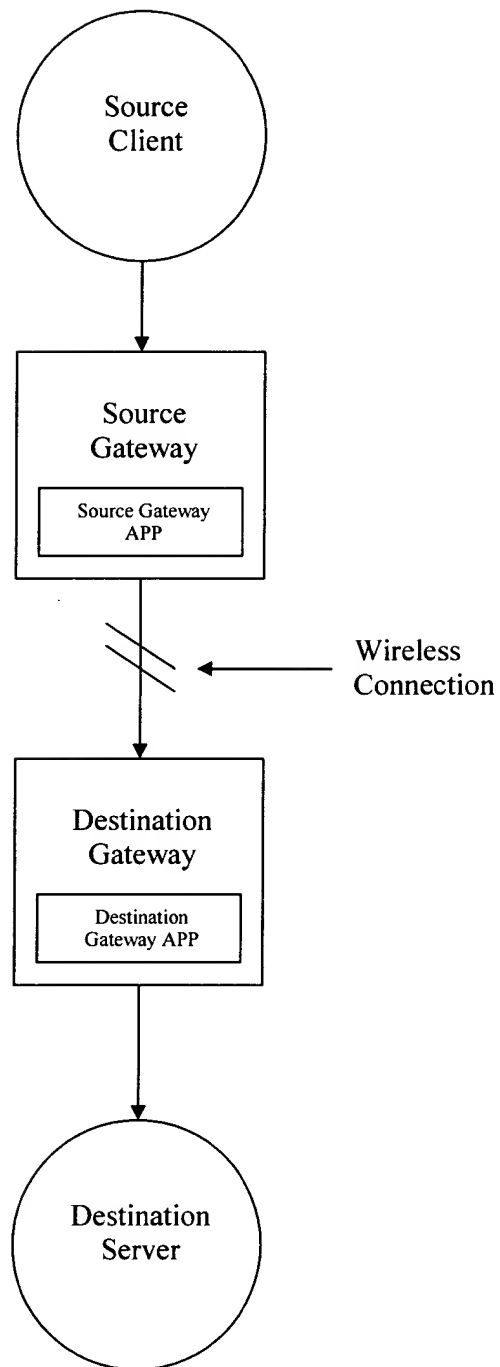 Source
Client
Source
Gateway
Source Gateway
APP
Wireless
Connection
Destination
Gateway
Destination
Gateway APP
Destination
Server